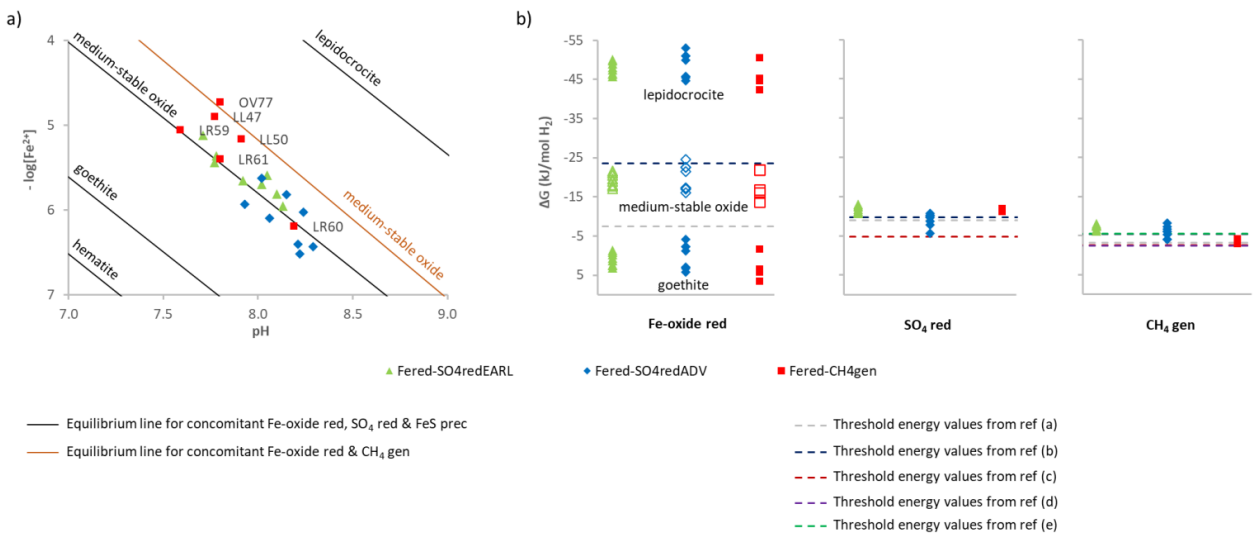 a)
4
5
6
7
- log[Fe²⁺]
7.0
7.5
8.0
8.5
9.0
pH
medium-stable oxide
lepidocrocite
goethite
hematite
medium-stable oxide
OV77
LL47
LR59
LL50
LR61
LR60
b)
-55
-45
-35
-25
-15
-5
5
ΔG (kJ/mol H₂)
lepidocrocite
medium-stable oxide
goethite
Fe-oxide red
SO₄ red
CH₄ gen
Fered-SO4redEARL
Fered-SO4redADV
Fered-CH4gen
Equilibrium line for concomitant Fe-oxide red, SO₄ red & FeS prec
Equilibrium line for concomitant Fe-oxide red & CH₄ gen
Threshold energy values from ref (a)
Threshold energy values from ref (b)
Threshold energy values from ref (c)
Threshold energy values from ref (d)
Threshold energy values from ref (e)